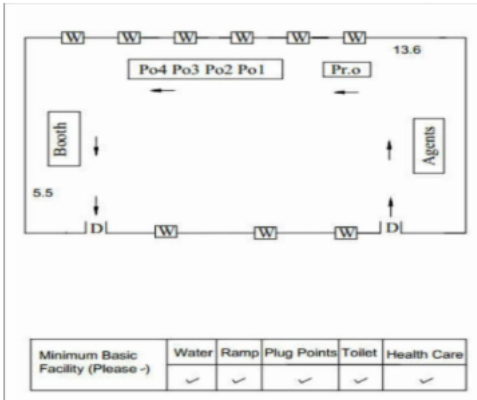 W W W W W W
13.6
Po4 Po3 Po2 Po1 Pr.o
Booth
Agents
5.5
D W W W D
Minimum Basic Facility (Please -) Water Ramp Plug Points Toilet Health Care
✓ ✓ ✓ ✓ ✓